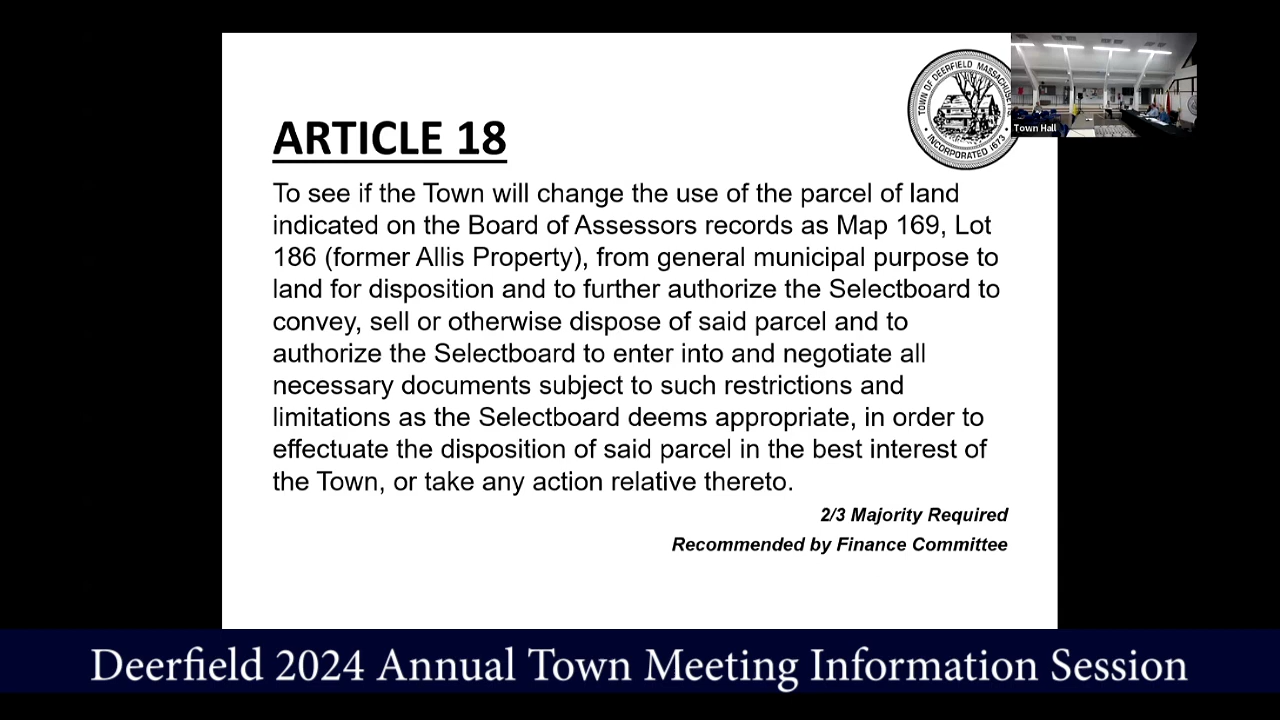 ARTICLE 18
TOWN OF DEERFIELD MASSACHUSE
INCORPORATED 1673
Town Hall
To see if the Town will change the use of the parcel of land
indicated on the Board of Assessors records as Map 169, Lot
186 (former Allis Property), from general municipal purpose to
land for disposition and to further authorize the Selectboard to
convey, sell or otherwise dispose of said parcel and to
authorize the Selectboard to enter into and negotiate all
necessary documents subject to such restrictions and
limitations as the Selectboard deems appropriate, in order to
effectuate the disposition of said parcel in the best interest of
the Town, or take any action relative thereto.
2/3 Majority Required
Recommended by Finance Committee
Deerfield 2024 Annual Town Meeting Information Session